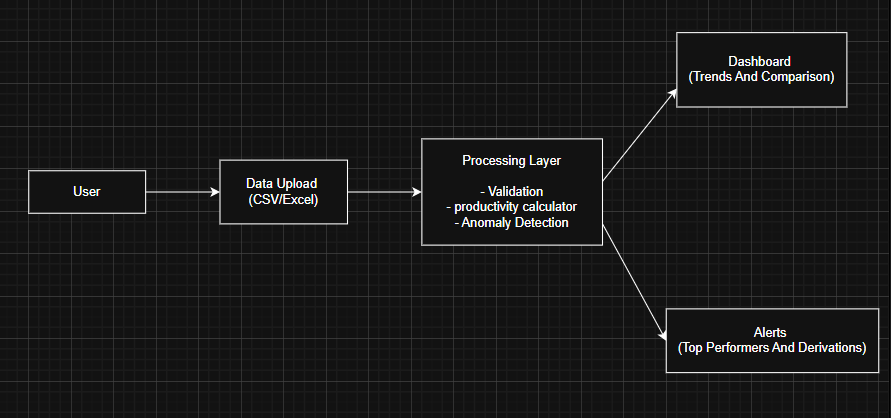 User
Data Upload
(CSV/Excel)
Processing Layer
- Validation
- productivity calculator
- Anomaly Detection
Dashboard
(Trends And Comparison)
Alerts
(Top Performers And Derivations)